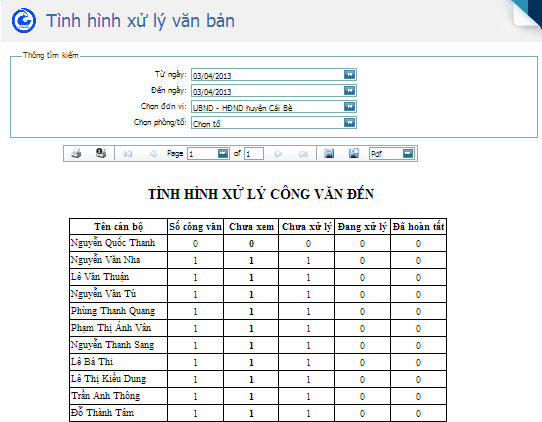 Tình hình xử lý văn bản
Thông tin tìm kiếm
Từ ngày: 03/04/2013
Đến ngày: 03/04/2013
Chọn đơn vị: UBND - HĐND huyện Cái Bè
Chọn phòng/tổ: Chọn tổ
Page 1 of 1 Pdf
TÌNH HÌNH XỬ LÝ CÔNG VĂN ĐẾN
Tên cán bộ Số công văn Chưa xem Chưa xử lý Đang xử lý Đã hoàn tất
Nguyễn Quốc Thanh 0 0 0 0 0
Nguyễn Văn Nha 1 1 1 0 0
Lê Văn Thuận 1 1 1 0 0
Nguyễn Văn Tú 1 1 1 0 0
Phùng Thanh Quang 1 1 1 0 0
Phạm Thị Ánh Vân 1 1 1 0 0
Nguyễn Thanh Sang 1 1 1 0 0
Lê Bá Thi 1 1 1 0 0
Lê Thị Kiều Dung 1 1 1 0 0
Trần Anh Thông 1 1 1 0 0
Đỗ Thành Tâm 1 1 1 0 0